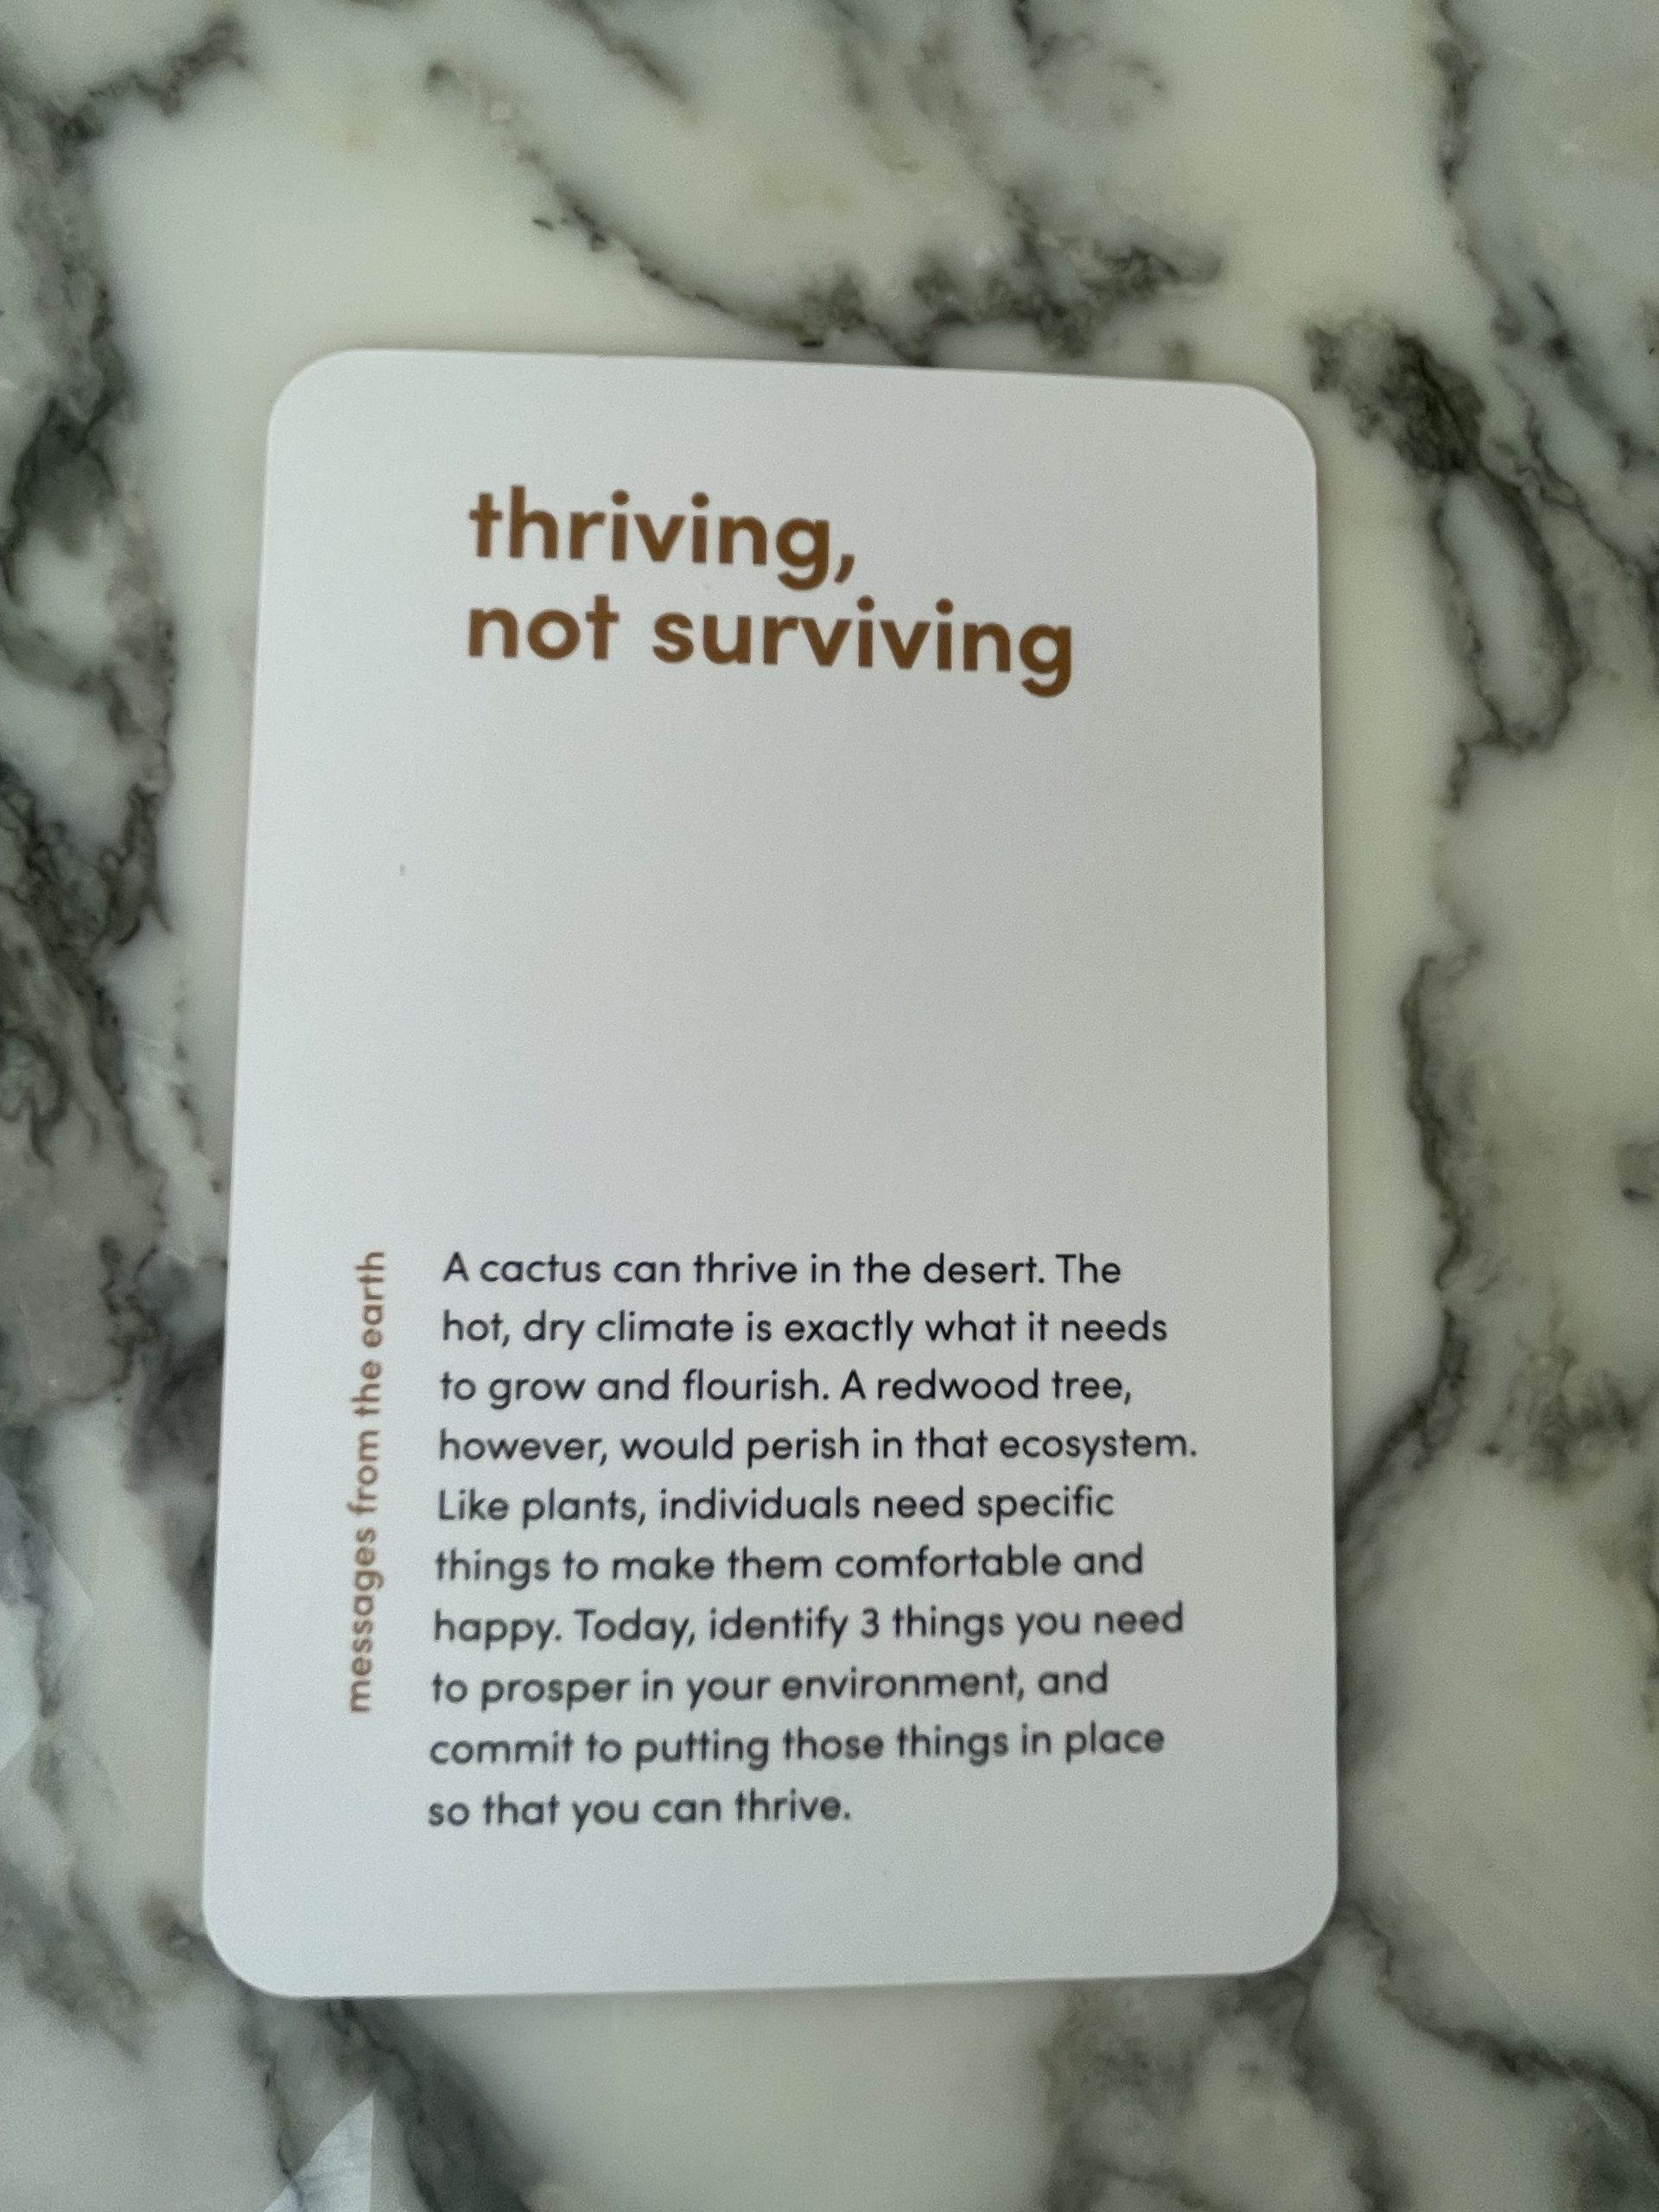 thriving,
not surviving
messages from the earth
A cactus can thrive in the desert. The
hot, dry climate is exactly what it needs
to grow and flourish. A redwood tree,
however, would perish in that ecosystem.
Like plants, individuals need specific
things to make them comfortable and
happy. Today, identify 3 things you need
to prosper in your environment, and
commit to putting those things in place
so that you can thrive.